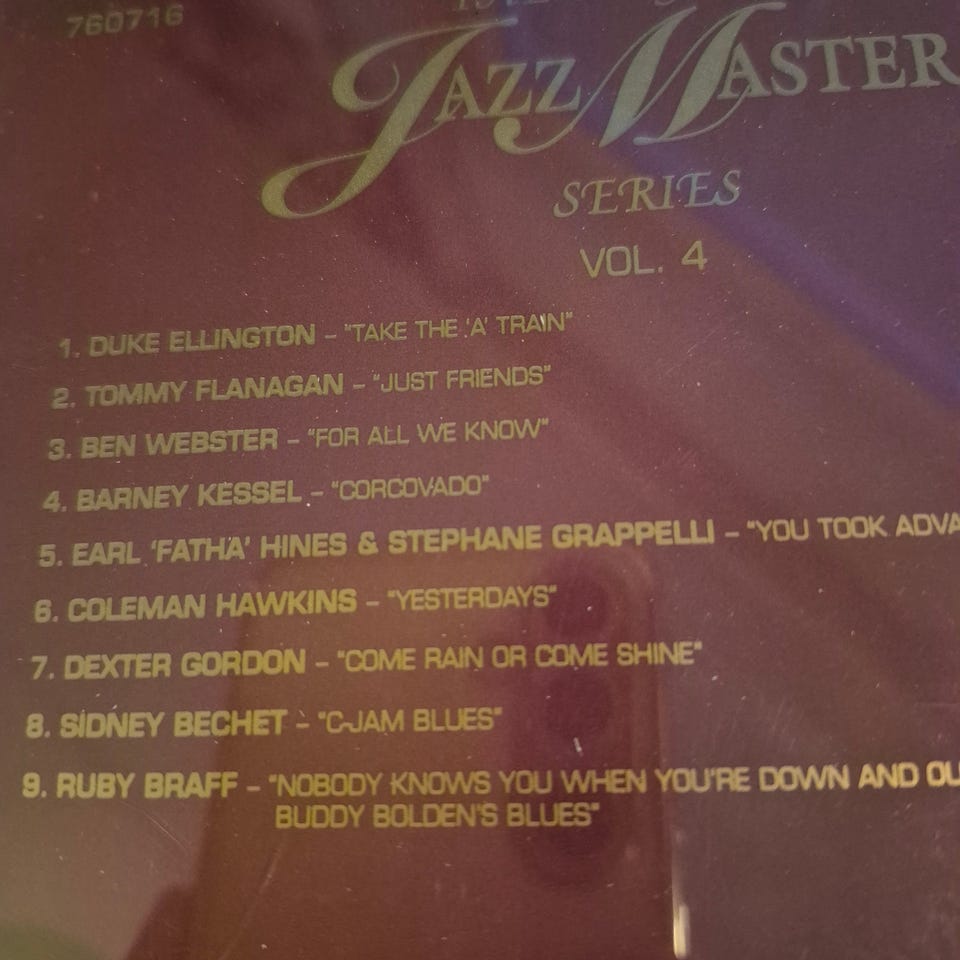 760716
JAZZ MASTER
SERIES
VOL. 4
1. DUKE ELLINGTON – "TAKE THE 'A' TRAIN"
2. TOMMY FLANAGAN – "JUST FRIENDS"
3. BEN WEBSTER – "FOR ALL WE KNOW"
4. BARNEY KESSEL – "CORCOVADO"
5. EARL 'FATHA' HINES & STEPHANE GRAPPELLI – "YOU TOOK ADVA
6. COLEMAN HAWKINS – "YESTERDAYS"
7. DEXTER GORDON – "COME RAIN OR COME SHINE"
8. SIDNEY BECHET – "C-JAM BLUES"
9. RUBY BRAFF – "NOBODY KNOWS YOU WHEN YOU'RE DOWN AND OU
BUDDY BOLDEN'S BLUES"